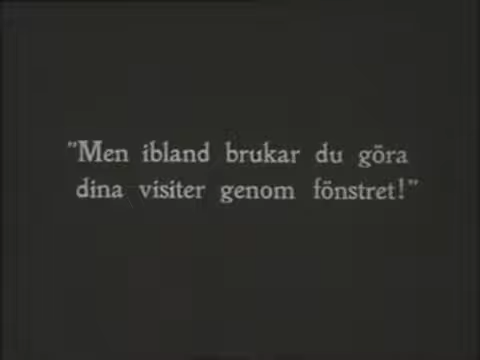 "Men ibland brukar du göra
dina visiter genom fönstret!"